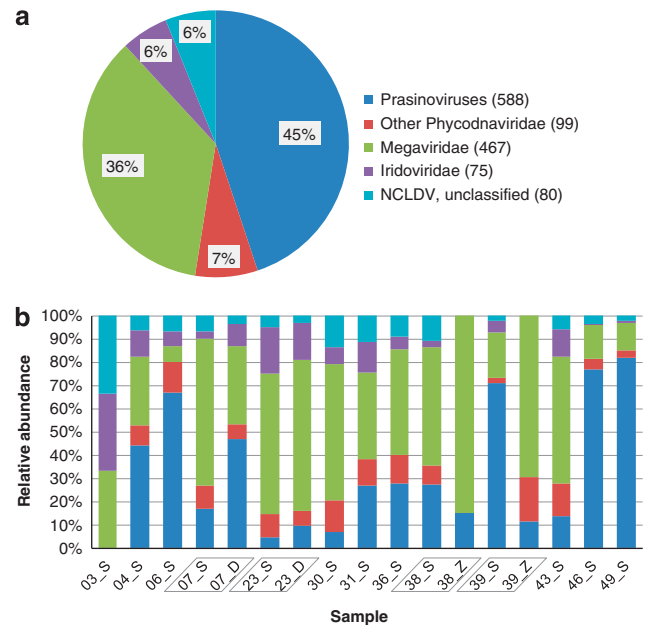 a
6%
6%
45%
36%
7%
Prasinoviruses (588)
Other Phycodnaviridae (99)
Megaviridae (467)
Iridoviridae (75)
NCLDV, unclassified (80)
b
100%
90%
80%
70%
60%
50%
40%
30%
20%
10%
0%
Relative abundance
03_S
04_S
06_S
07_S
07_D
23_S
23_D
30_S
31_S
36_S
38_S
38_Z
39_S
39_Z
43_S
46_S
49_S
Sample